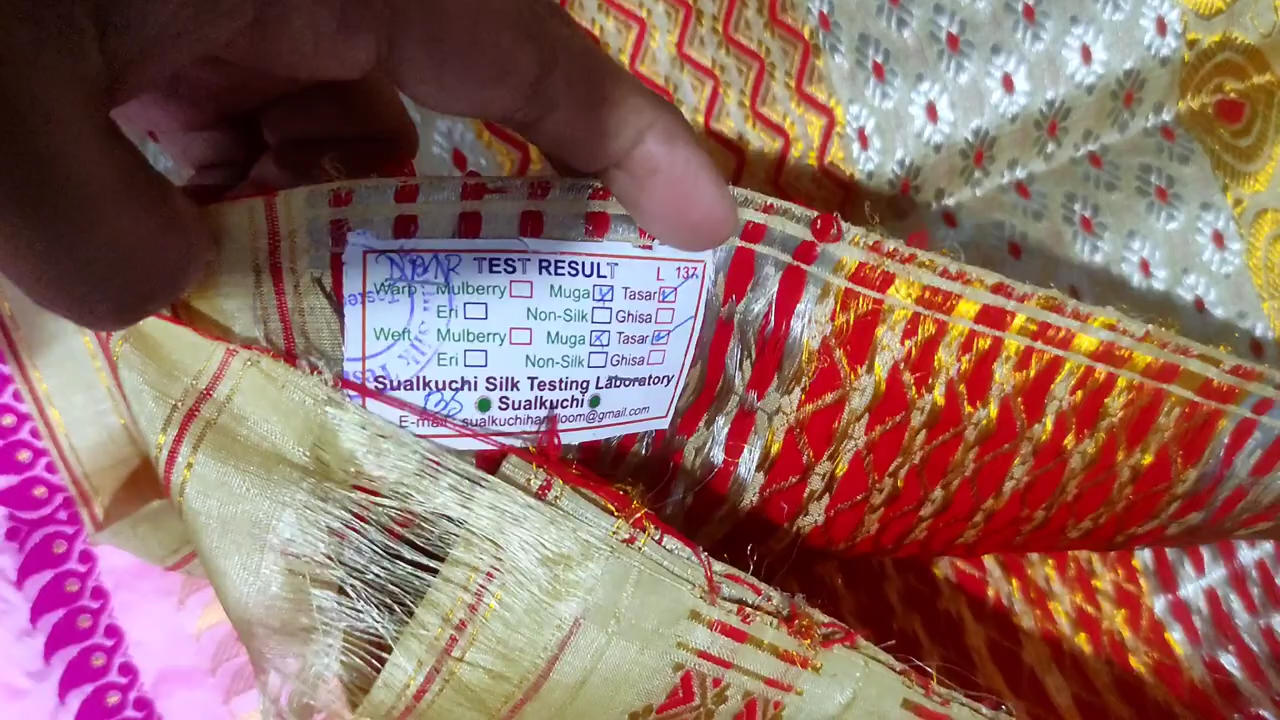 TEST RESULT L 137
Warp : Mulberry Muga Tasar
Eri Non-Silk Ghisa
Weft : Mulberry Muga Tasar
Eri Non-Silk Ghisa
Sualkuchi Silk Testing Laboratory
Sualkuchi
E-mail : sualkuchihandloom@gmail.com